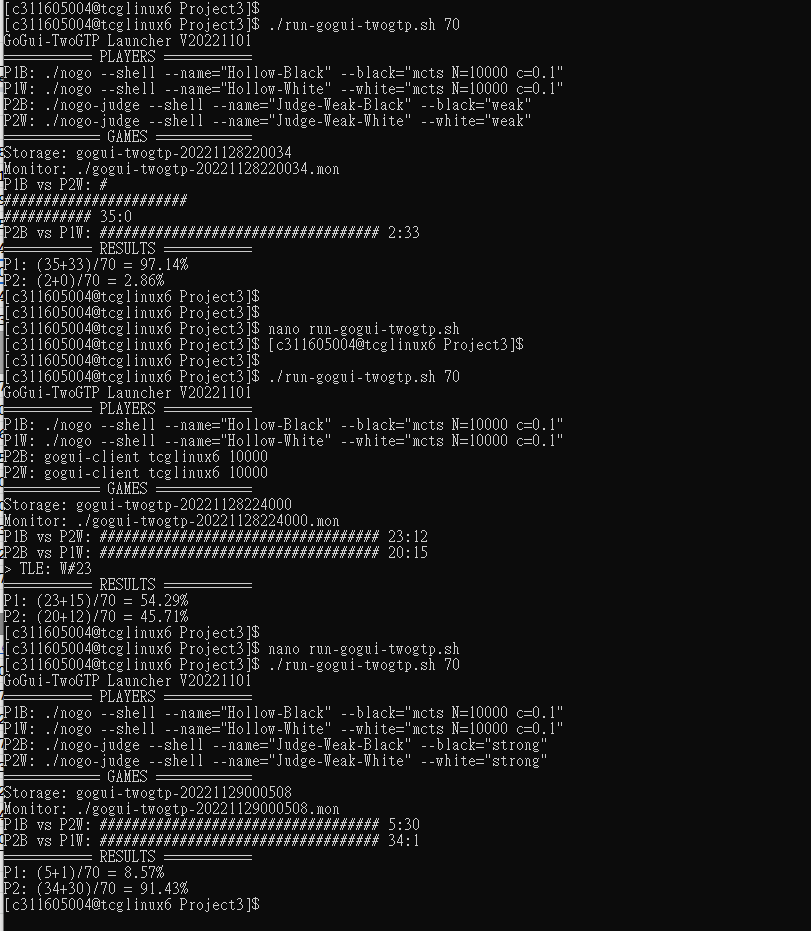 [c311605004@tcglinux6 Project3]$
[c311605004@tcglinux6 Project3]$ ./run-gogui-twogtp.sh 70
GoGui-TwoGTP Launcher V20221101
=========== PLAYERS ===========
P1B: ./nogo --shell --name="Hollow-Black" --black="mcts N=10000 c=0.1"
P1W: ./nogo --shell --name="Hollow-White" --white="mcts N=10000 c=0.1"
P2B: ./nogo-judge --shell --name="Judge-Weak-Black" --black="weak"
P2W: ./nogo-judge --shell --name="Judge-Weak-White" --white="weak"
============ GAMES ============
Storage: gogui-twogtp-20221128220034
Monitor: ./gogui-twogtp-20221128220034.mon
P1B vs P2W: #
#######################
########### 35:0
P2B vs P1W: ################################### 2:33
=========== RESULTS ===========
P1: (35+33)/70 = 97.14%
P2: (2+0)/70 = 2.86%
[c311605004@tcglinux6 Project3]$
[c311605004@tcglinux6 Project3]$
[c311605004@tcglinux6 Project3]$ nano run-gogui-twogtp.sh
[c311605004@tcglinux6 Project3]$ [c311605004@tcglinux6 Project3]$
[c311605004@tcglinux6 Project3]$
[c311605004@tcglinux6 Project3]$ ./run-gogui-twogtp.sh 70
GoGui-TwoGTP Launcher V20221101
=========== PLAYERS ===========
P1B: ./nogo --shell --name="Hollow-Black" --black="mcts N=10000 c=0.1"
P1W: ./nogo --shell --name="Hollow-White" --white="mcts N=10000 c=0.1"
P2B: gogui-client tcglinux6 10000
P2W: gogui-client tcglinux6 10000
============ GAMES ============
Storage: gogui-twogtp-20221128224000
Monitor: ./gogui-twogtp-20221128224000.mon
P1B vs P2W: ################################### 23:12
P2B vs P1W: ################################### 20:15
> TLE: W#23
=========== RESULTS ===========
P1: (23+15)/70 = 54.29%
P2: (20+12)/70 = 45.71%
[c311605004@tcglinux6 Project3]$
[c311605004@tcglinux6 Project3]$ nano run-gogui-twogtp.sh
[c311605004@tcglinux6 Project3]$ ./run-gogui-twogtp.sh 70
GoGui-TwoGTP Launcher V20221101
=========== PLAYERS ===========
P1B: ./nogo --shell --name="Hollow-Black" --black="mcts N=10000 c=0.1"
P1W: ./nogo --shell --name="Hollow-White" --white="mcts N=10000 c=0.1"
P2B: ./nogo-judge --shell --name="Judge-Weak-Black" --black="strong"
P2W: ./nogo-judge --shell --name="Judge-Weak-White" --white="strong"
============ GAMES ============
Storage: gogui-twogtp-20221129000508
Monitor: ./gogui-twogtp-20221129000508.mon
P1B vs P2W: ################################### 5:30
P2B vs P1W: ################################### 34:1
=========== RESULTS ===========
P1: (5+1)/70 = 8.57%
P2: (34+30)/70 = 91.43%
[c311605004@tcglinux6 Project3]$